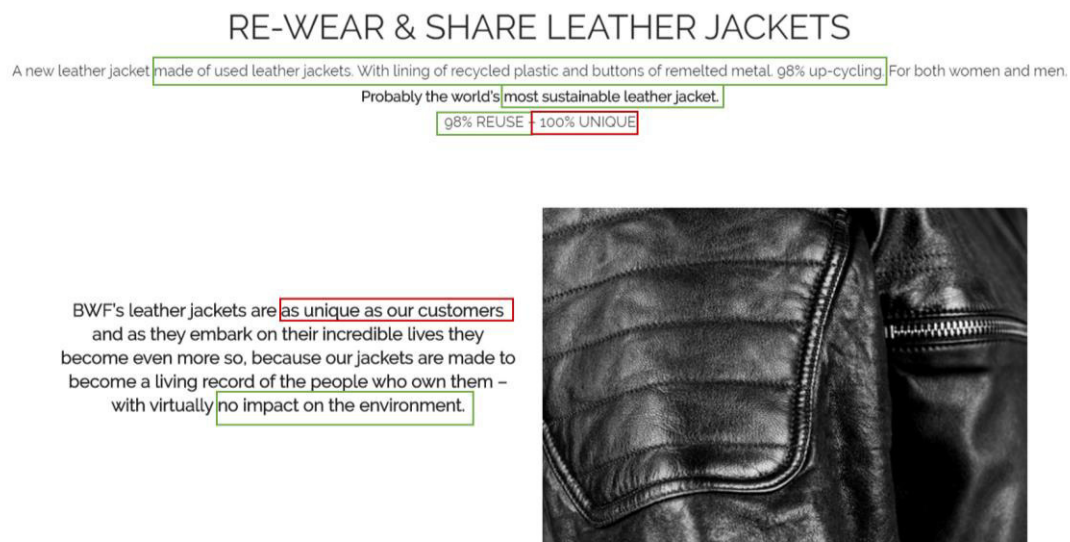 RE-WEAR & SHARE LEATHER JACKETS
A new leather jacket made of used leather jackets. With lining of recycled plastic and buttons of remelted metal. 98% up-cycling. For both women and men.
Probably the world's most sustainable leather jacket.
98% REUSE - 100% UNIQUE
BWF's leather jackets are as unique as our customers
and as they embark on their incredible lives they
become even more so, because our jackets are made to
become a living record of the people who own them –
with virtually no impact on the environment.